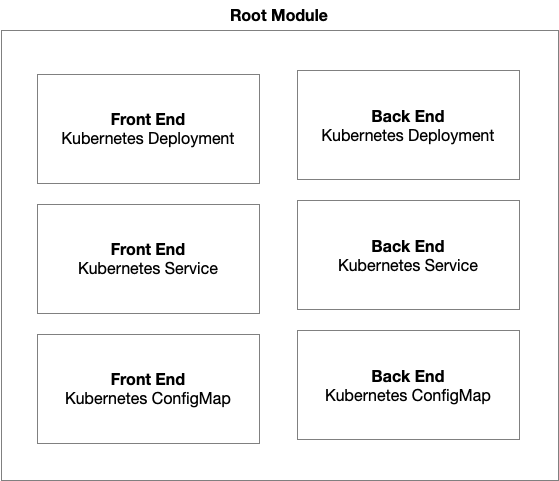 Root Module
Front End
Kubernetes Deployment
Back End
Kubernetes Deployment
Front End
Kubernetes Service
Back End
Kubernetes Service
Front End
Kubernetes ConfigMap
Back End
Kubernetes ConfigMap